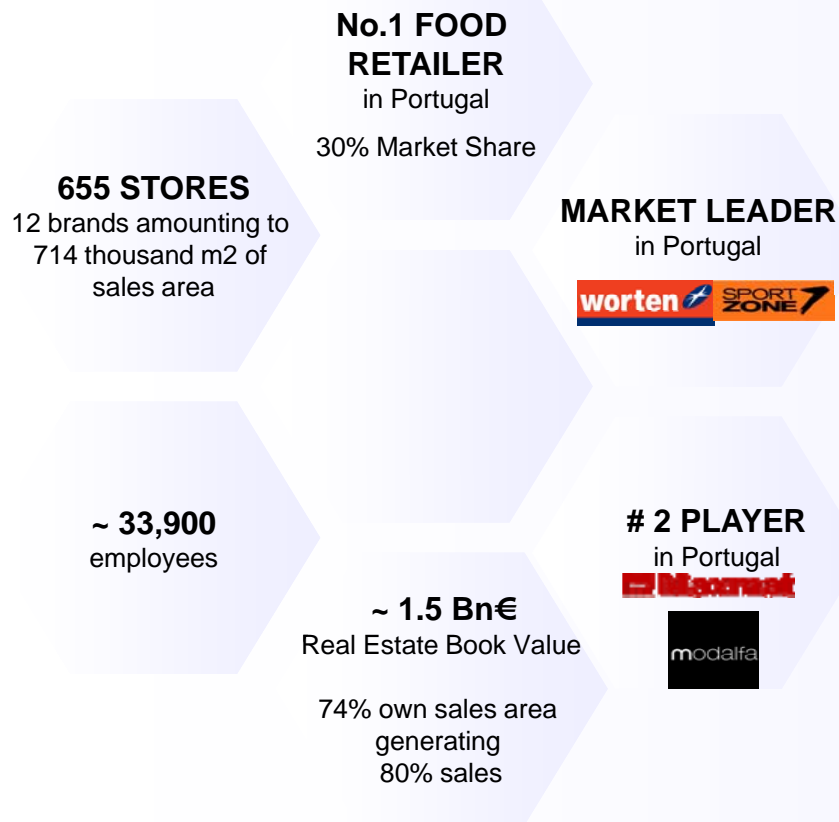 No.1 FOOD
RETAILER
in Portugal
30% Market Share
655 STORES
12 brands amounting to
714 thousand m2 of
sales area
MARKET LEADER
in Portugal
worten SPORT
ZONE
~ 33,900
employees
# 2 PLAYER
in Portugal
modalfa
~ 1.5 Bn€
Real Estate Book Value
74% own sales area
generating
80% sales